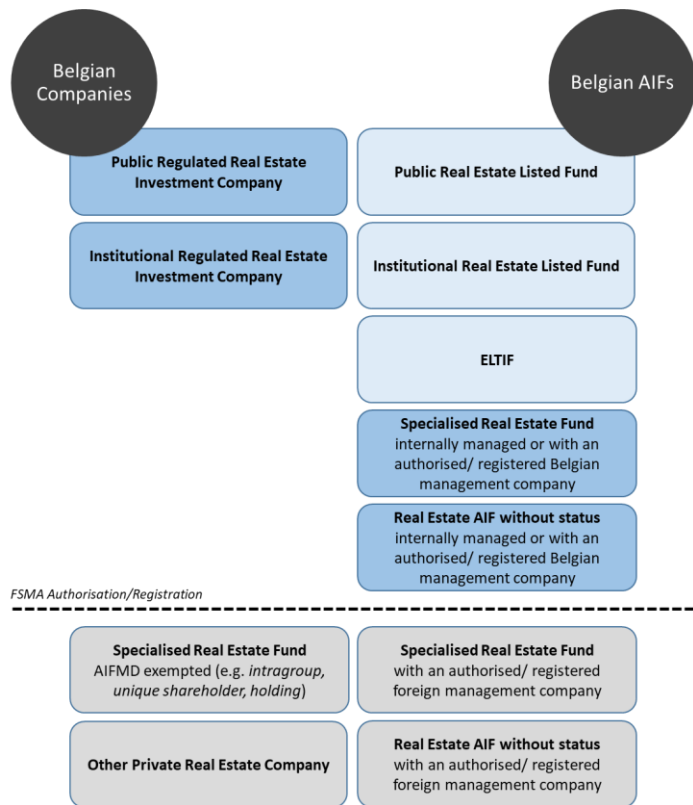 Belgian
Companies
Belgian AIFs
Public Regulated Real Estate
Investment Company
Public Real Estate Listed Fund
Institutional Regulated Real Estate
Investment Company
Institutional Real Estate Listed Fund
ELTIF
Specialised Real Estate Fund
internally managed or with an
authorised/ registered Belgian
management company
Real Estate AIF without status
internally managed or with an
authorised/ registered Belgian
management company
FSMA Authorisation/Registration
Specialised Real Estate Fund
AIFMD exempted (e.g. intragroup,
unique shareholder, holding)
Specialised Real Estate Fund
with an authorised/ registered
foreign management company
Other Private Real Estate Company
Real Estate AIF without status
with an authorised/ registered
foreign management company